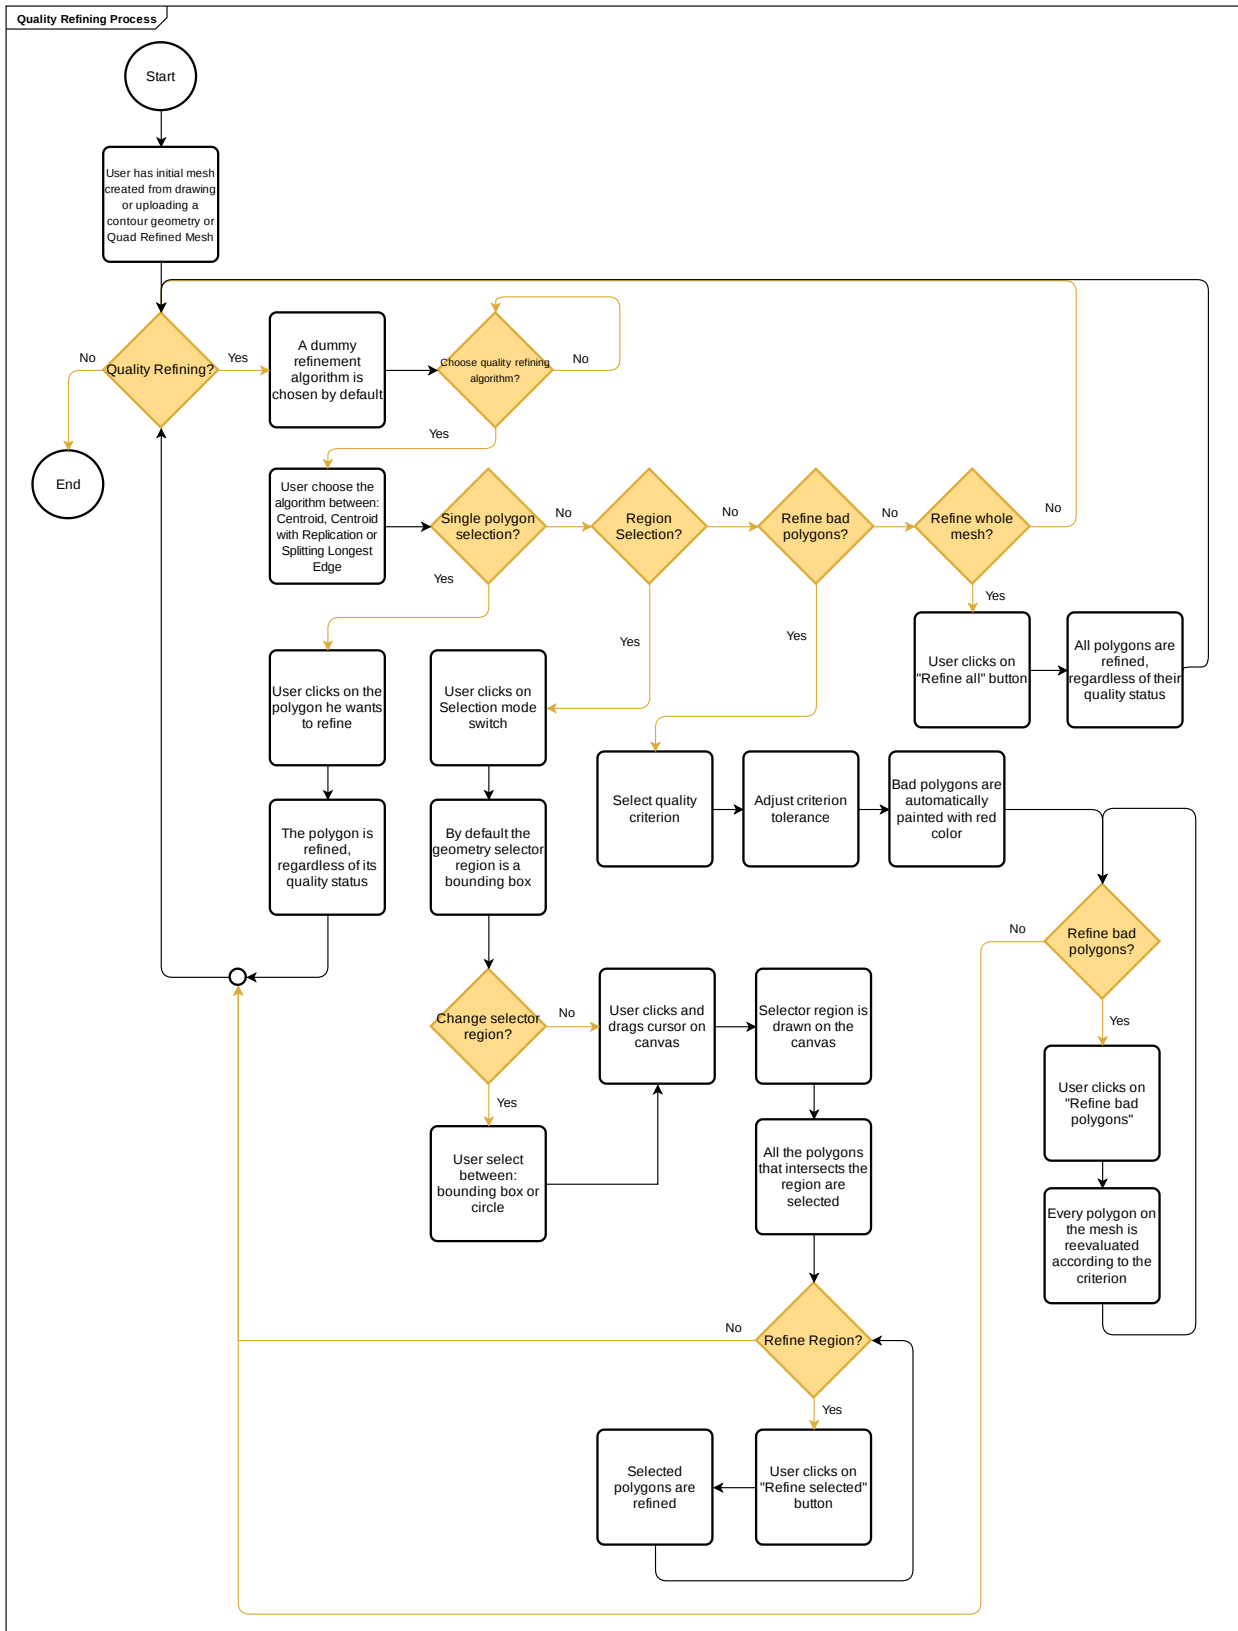 Quality Refining Process
Start
User has initial mesh
created from drawing
or uploading a
contour geometry or
Quad Refined Mesh
No
Quality Refining?
Yes
A dummy
refinement
algorithm is
chosen by default
Choose quality refining
algorithm?
No
Yes
End
User choose the
algorithm between:
Centroid, Centroid
with Replication or
Splitting Longest
Edge
Single polygon
selection?
No
Region
Selection?
No
Refine bad
polygons?
No
Refine whole
mesh?
No
Yes
Yes
Yes
Yes
User clicks on the
polygon he wants
to refine
User clicks on
Selection mode
switch
User clicks on
"Refine all" button
All polygons are
refined,
regardless of their
quality status
Select quality
criterion
Adjust criterion
tolerance
Bad polygons are
automatically
painted with red
color
The polygon is
refined,
regardless of its
quality status
By default the
geometry selector
region is a
bounding box
No
Refine bad
polygons?
Yes
Change selector
region?
No
Yes
User clicks and
drags cursor on
canvas
Selector region is
drawn on the
canvas
User clicks on
"Refine bad
polygons"
User select
between:
bounding box or
circle
All the polygons
that intersects the
region are
selected
Every polygon on
the mesh is
reevaluated
according to the
criterion
No
Refine Region?
Yes
Selected
polygons are
refined
User clicks on
"Refine selected"
button